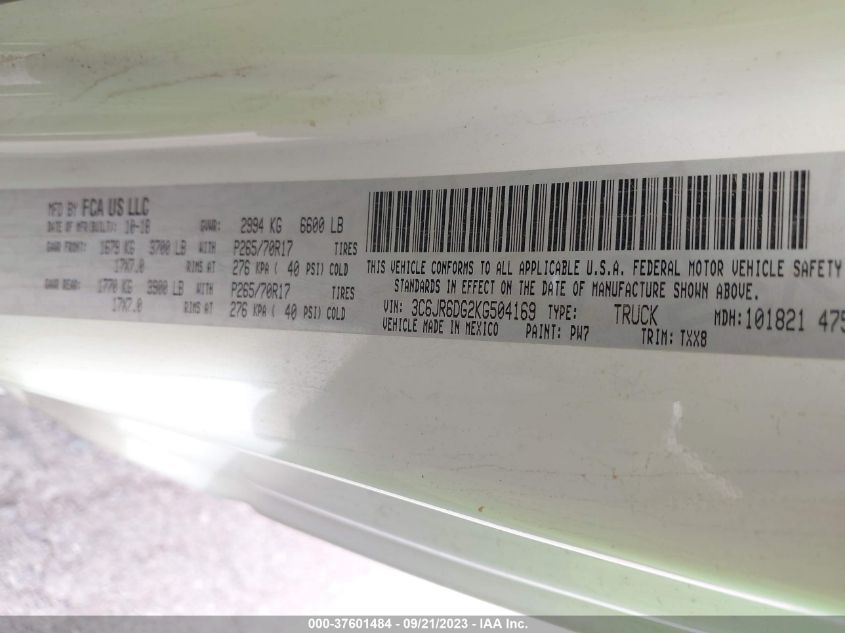 MFD BY FCA US LLC
DATE OF MFR(BUILT): 10-18 GVWR: 2994 KG 6600 LB
GAWR FRONT: 1679 KG 3700 LB WITH P265/70R17 TIRES
17X7.0 RIMS AT 276 KPA ( 40 PSI) COLD
GAWR REAR: 1770 KG 3900 LB WITH P265/70R17 TIRES
17X7.0 RIMS AT 276 KPA ( 40 PSI) COLD
THIS VEHICLE CONFORMS TO ALL APPLICABLE U.S.A. FEDERAL MOTOR VEHICLE SAFETY
STANDARDS IN EFFECT ON THE DATE OF MANUFACTURE SHOWN ABOVE.
VIN: 3C6JR6DG2KG504169 TYPE: TRUCK MDH: 101821 475
VEHICLE MADE IN MEXICO PAINT: PW7 TRIM: TXX8
000-37601484 - 09/21/2023 - IAA Inc.